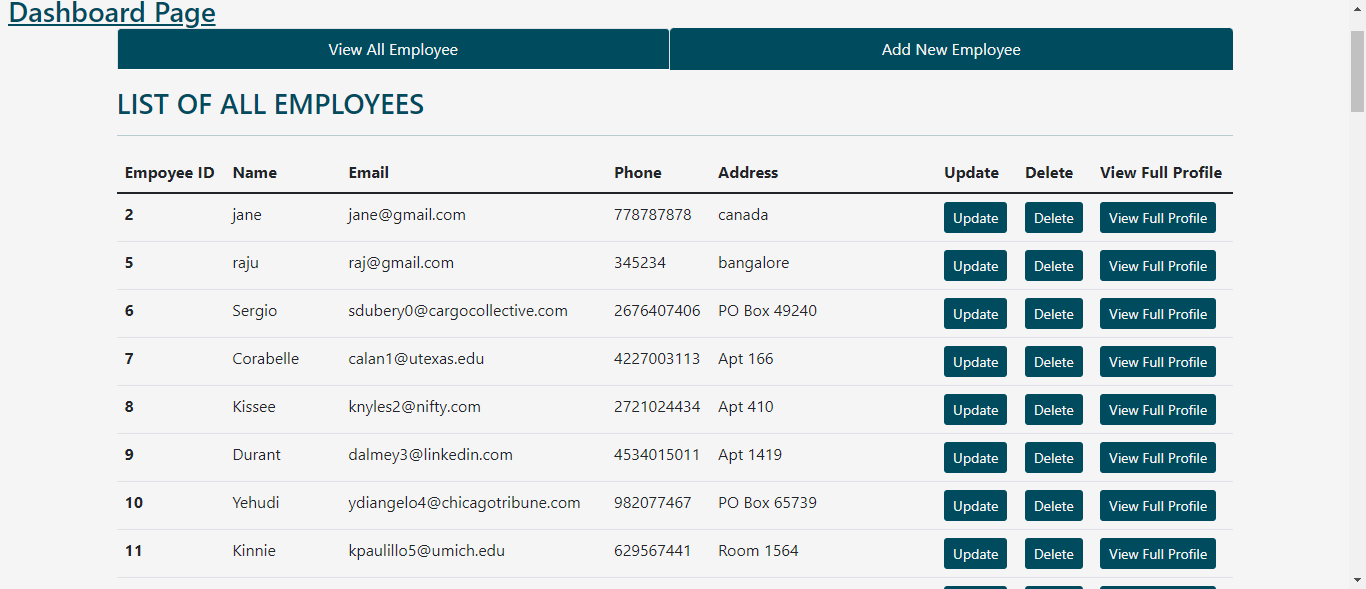 Dashboard Page
View All Employee Add New Employee
LIST OF ALL EMPLOYEES
Empoyee ID Name Email Phone Address Update Delete View Full Profile
2 jane jane@gmail.com 778787878 canada Update Delete View Full Profile
5 raju raj@gmail.com 345234 bangalore Update Delete View Full Profile
6 Sergio sdubery0@cargocollective.com 2676407406 PO Box 49240 Update Delete View Full Profile
7 Corabelle calan1@utexas.edu 4227003113 Apt 166 Update Delete View Full Profile
8 Kissee knyles2@nifty.com 2721024434 Apt 410 Update Delete View Full Profile
9 Durant dalmey3@linkedin.com 4534015011 Apt 1419 Update Delete View Full Profile
10 Yehudi ydiangelo4@chicagotribune.com 982077467 PO Box 65739 Update Delete View Full Profile
11 Kinnie kpaulillo5@umich.edu 629567441 Room 1564 Update Delete View Full Profile